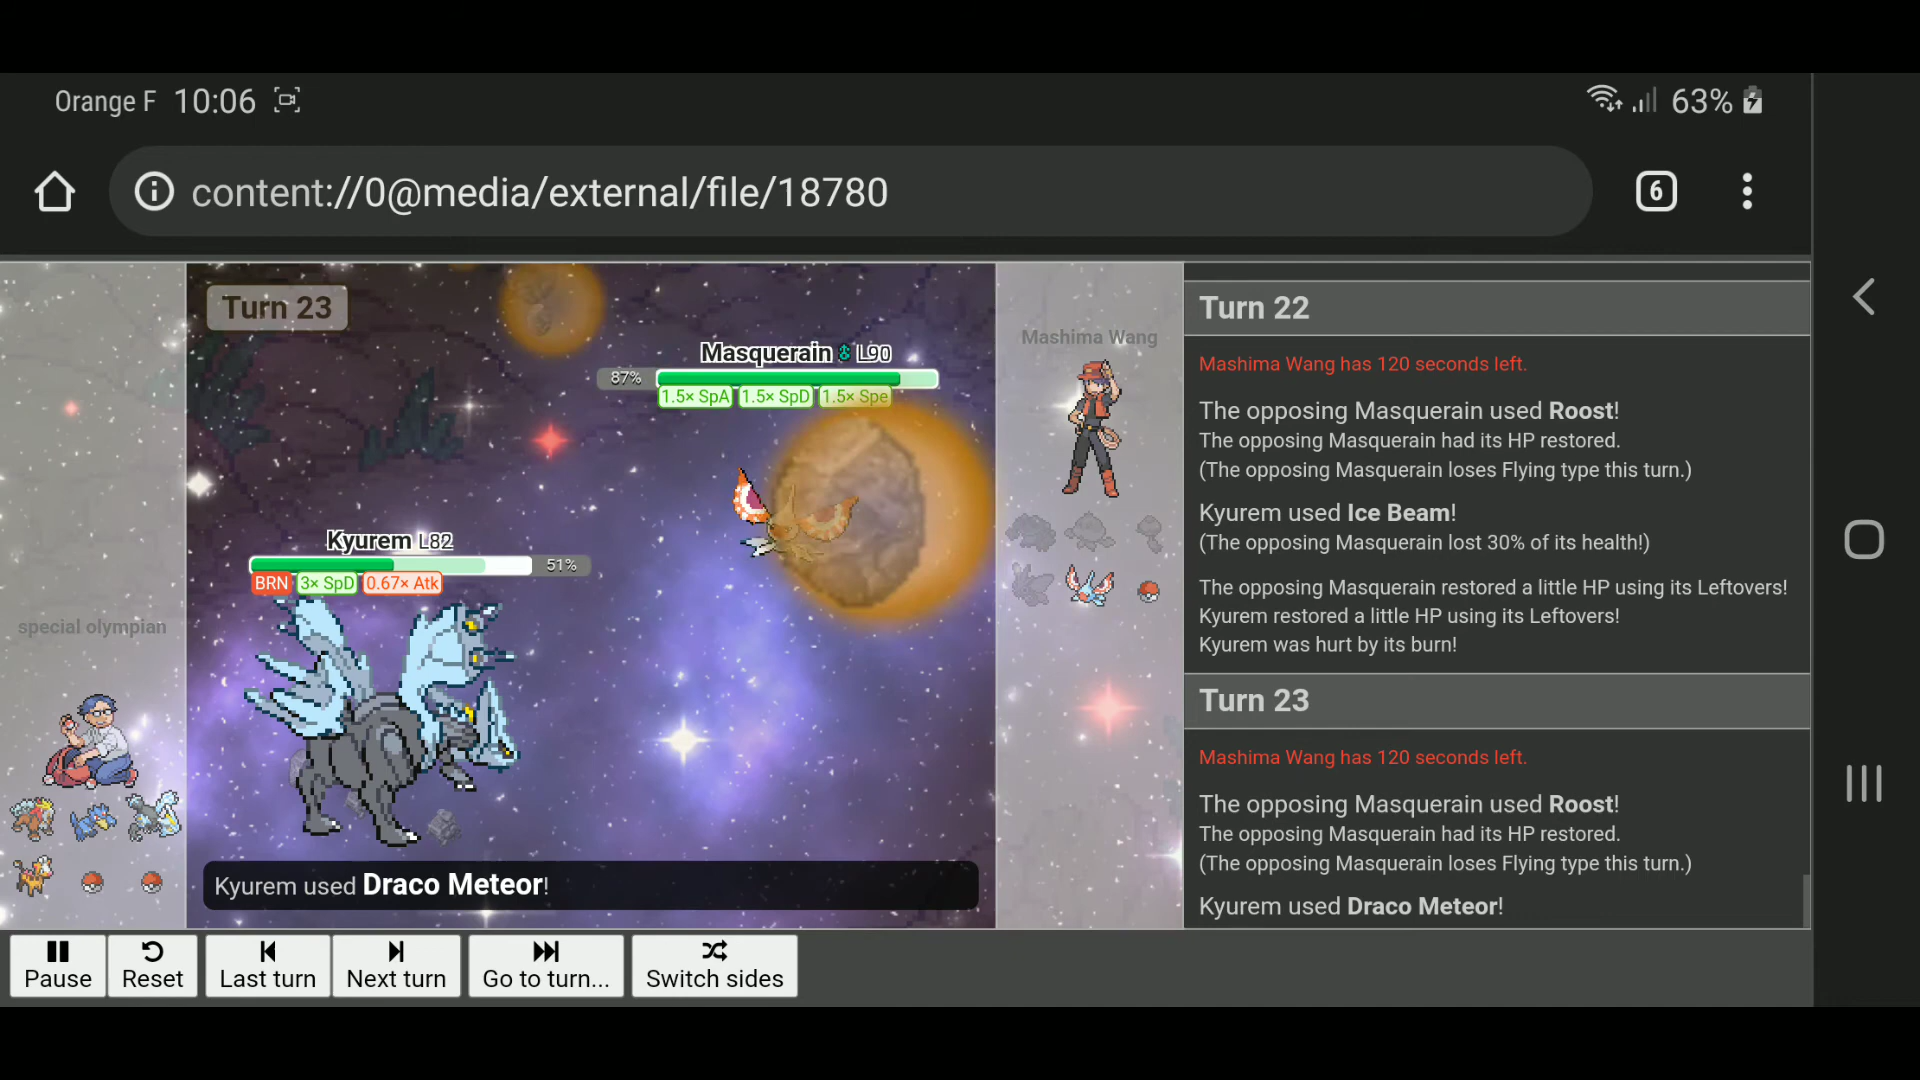 Orange F 10:06
63%
content://0@media/external/file/18780
6
Turn 23
Masquerain L90
87%
1.5× SpA 1.5× SpD 1.5× Spe
Kyurem L82
51%
BRN 3× SpD 0.67× Atk
special olympian
Kyurem used Draco Meteor!
Mashima Wang
Turn 22
Mashima Wang has 120 seconds left.
The opposing Masquerain used Roost!
The opposing Masquerain had its HP restored.
(The opposing Masquerain loses Flying type this turn.)
Kyurem used Ice Beam!
(The opposing Masquerain lost 30% of its health!)
The opposing Masquerain restored a little HP using its Leftovers!
Kyurem restored a little HP using its Leftovers!
Kyurem was hurt by its burn!
Turn 23
Mashima Wang has 120 seconds left.
The opposing Masquerain used Roost!
The opposing Masquerain had its HP restored.
(The opposing Masquerain loses Flying type this turn.)
Kyurem used Draco Meteor!
Pause Reset Last turn Next turn Go to turn... Switch sides